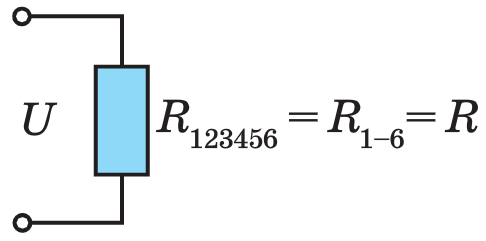 U R₁₂₃₄₅₆ = R₁₋₆ = R